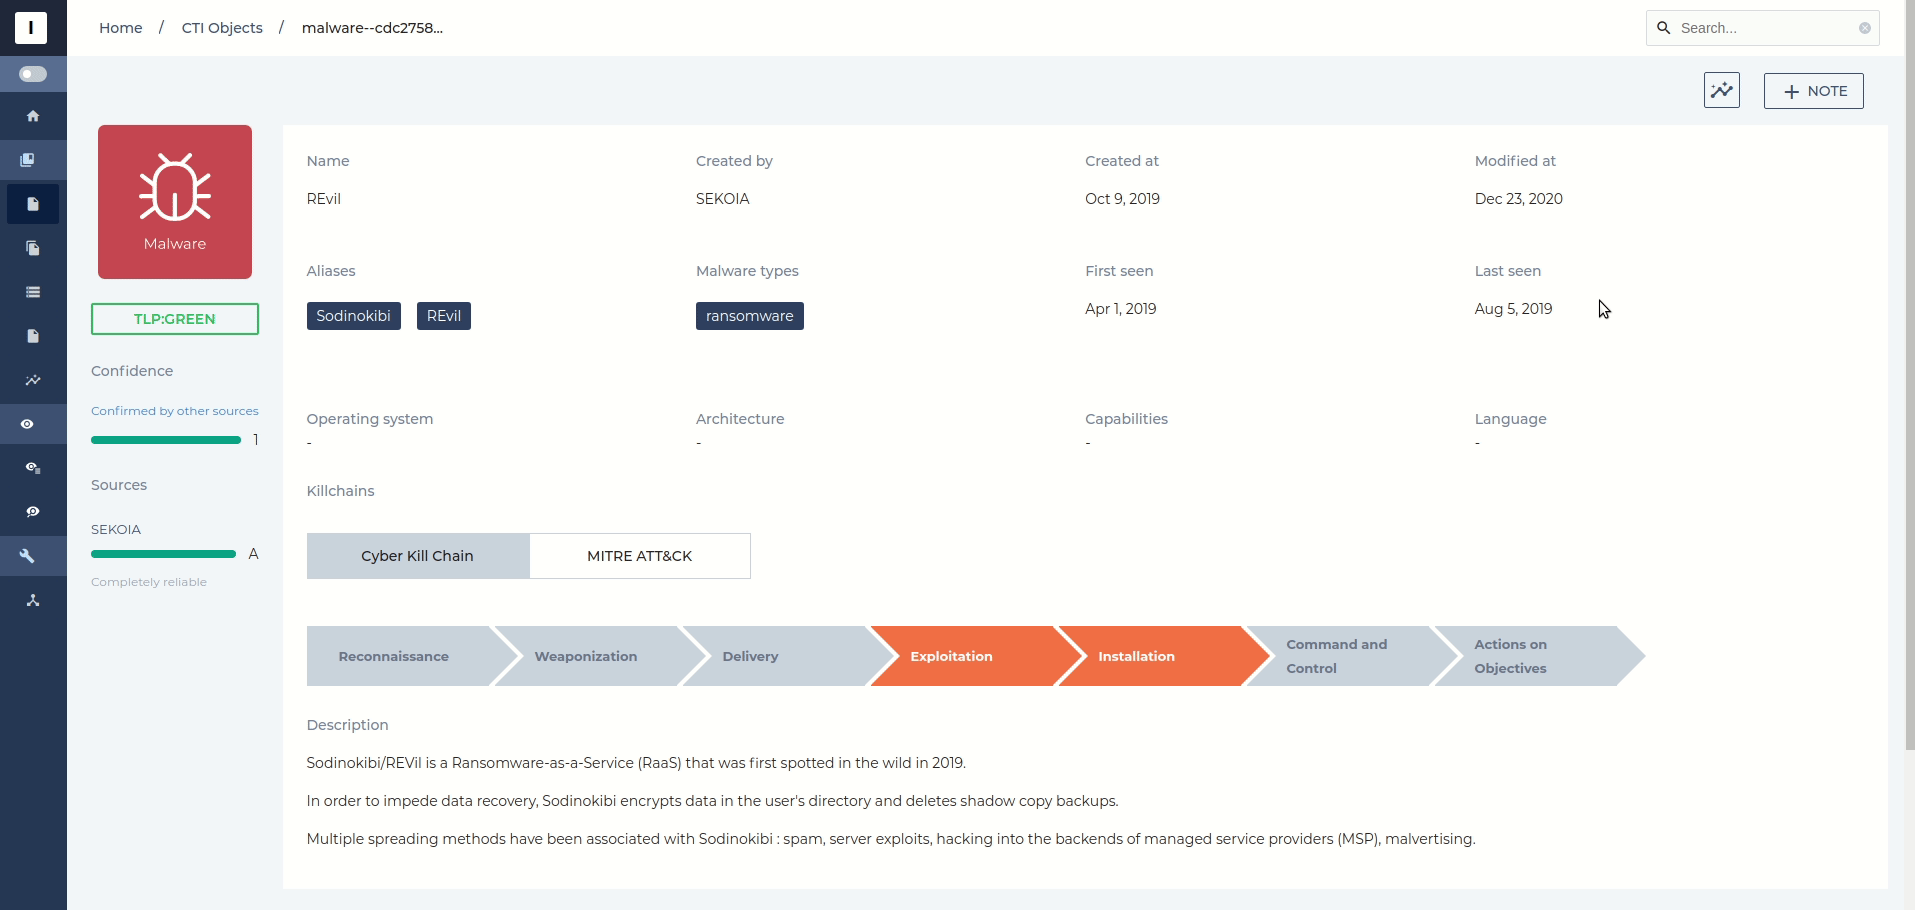 I
Home / CTI Objects / malware--cdc2758...
Search...
NOTE
Malware
TLP:GREEN
Confidence
Confirmed by other sources
1
Sources
SEKOIA
A
Completely reliable
Name Created by Created at Modified at
REvil SEKOIA Oct 9, 2019 Dec 23, 2020
Aliases Malware types First seen Last seen
Sodinokibi REvil ransomware Apr 1, 2019 Aug 5, 2019
Operating system Architecture Capabilities Language
- - - -
Killchains
Cyber Kill Chain MITRE ATT&CK
Reconnaissance Weaponization Delivery Exploitation Installation Command and Control Actions on Objectives
Description
Sodinokibi/REVil is a Ransomware-as-a-Service (RaaS) that was first spotted in the wild in 2019.
In order to impede data recovery, Sodinokibi encrypts data in the user's directory and deletes shadow copy backups.
Multiple spreading methods have been associated with Sodinokibi : spam, server exploits, hacking into the backends of managed service providers (MSP), malvertising.